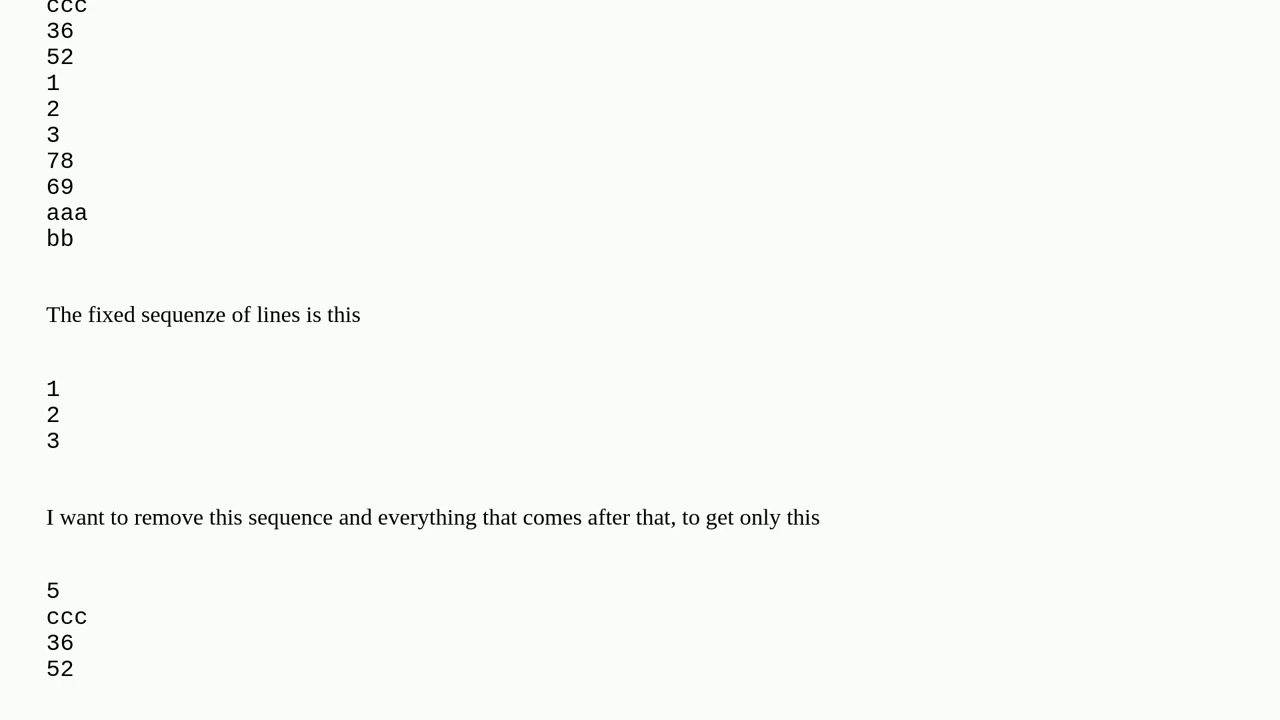 ccc
36
52
1
2
3
78
69
aaa
bb
The fixed sequenze of lines is this
1
2
3
I want to remove this sequence and everything that comes after that, to get only this
5
ccc
36
52